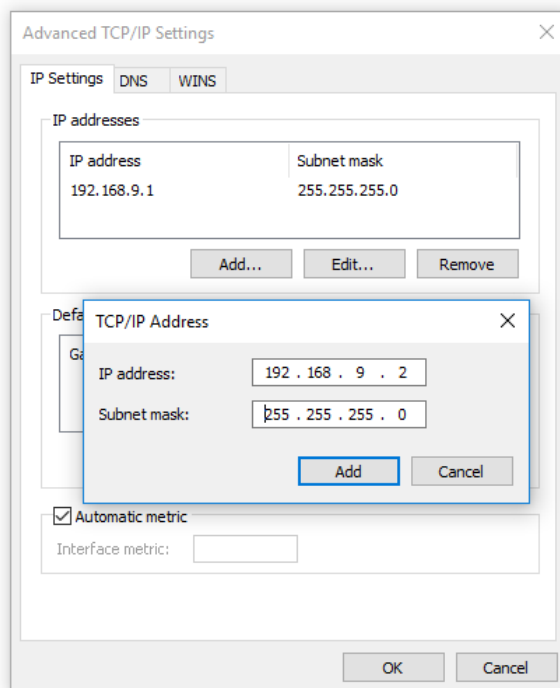 Advanced TCP/IP Settings
IP Settings DNS WINS
IP addresses
IP address Subnet mask
192.168.9.1 255.255.255.0
Add... Edit... Remove
Defa
Ga
TCP/IP Address
IP address: 192 . 168 . 9 . 2
Subnet mask: 255 . 255 . 255 . 0
Add Cancel
Automatic metric
Interface metric:
OK Cancel